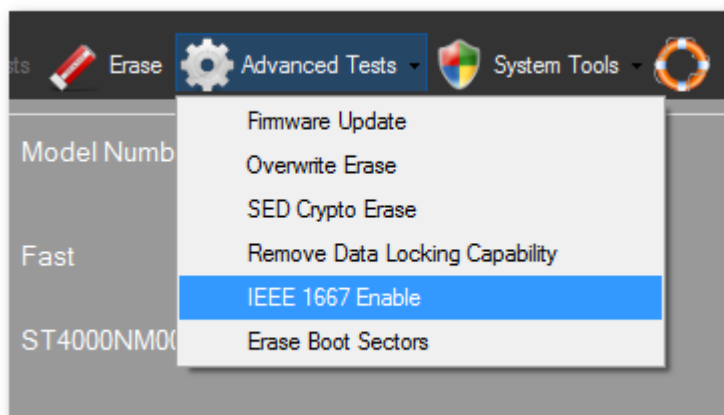 Erase Advanced Tests System Tools
Firmware Update
Model Numb
Overwrite Erase
SED Crypto Erase
Fast
Remove Data Locking Capability
IEEE 1667 Enable
ST4000NM00
Erase Boot Sectors